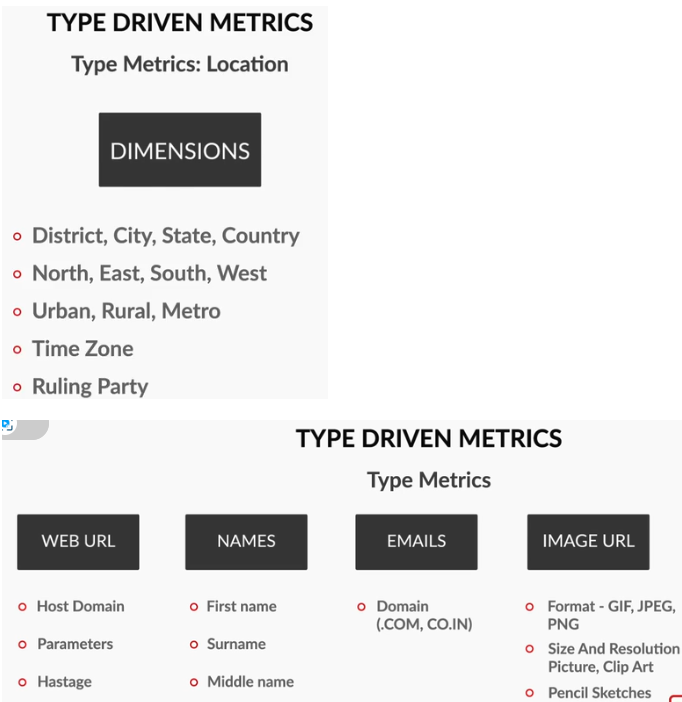 TYPE DRIVEN METRICS
Type Metrics: Location
DIMENSIONS
District, City, State, Country
North, East, South, West
Urban, Rural, Metro
Time Zone
Ruling Party
TYPE DRIVEN METRICS
Type Metrics
WEB URL
Host Domain
Parameters
Hastage
NAMES
First name
Surname
Middle name
EMAILS
Domain
(.COM, CO.IN)
IMAGE URL
Format - GIF, JPEG,
PNG
Size And Resolution
Picture, Clip Art
Pencil Sketches